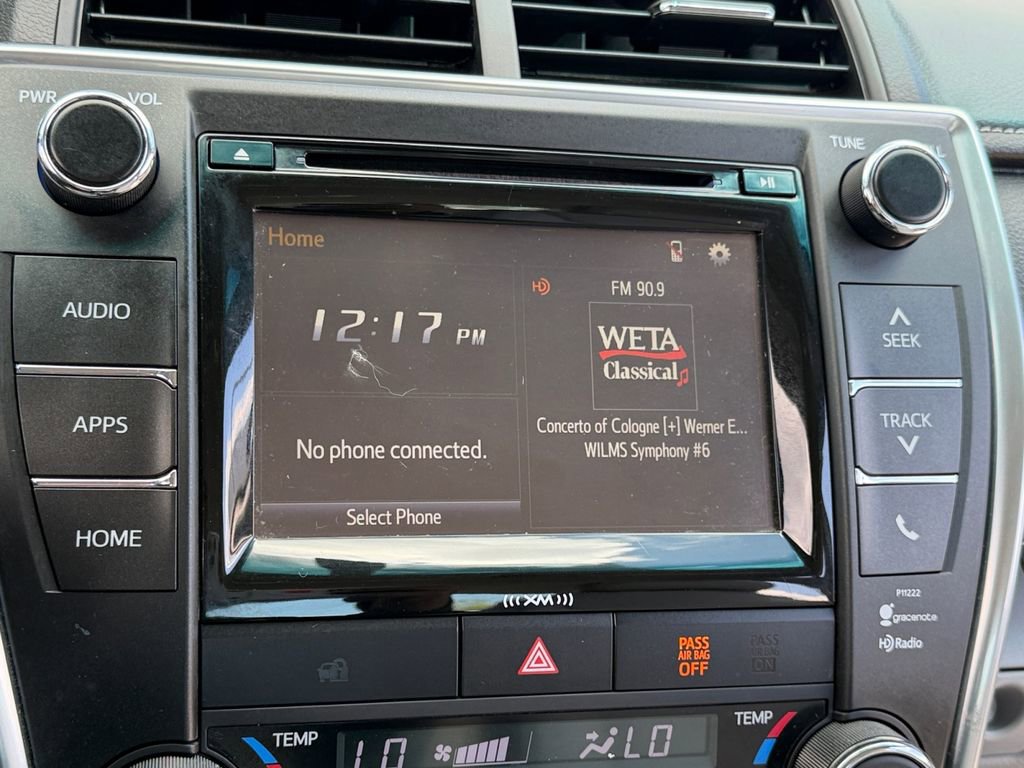 PWR VOL
TUNE
AUDIO
APPS
HOME
Home
12:17 PM
No phone connected.
Select Phone
HD
FM 90.9
WETA
Classical
Concerto of Cologne [+] Werner E...
WILMS Symphony #6
SEEK
TRACK
P11222
gracenote
HD Radio
XM
PASS
AIR BAG
OFF
PASS
AIR BAG
ON
TEMP
LO
LO
TEMP